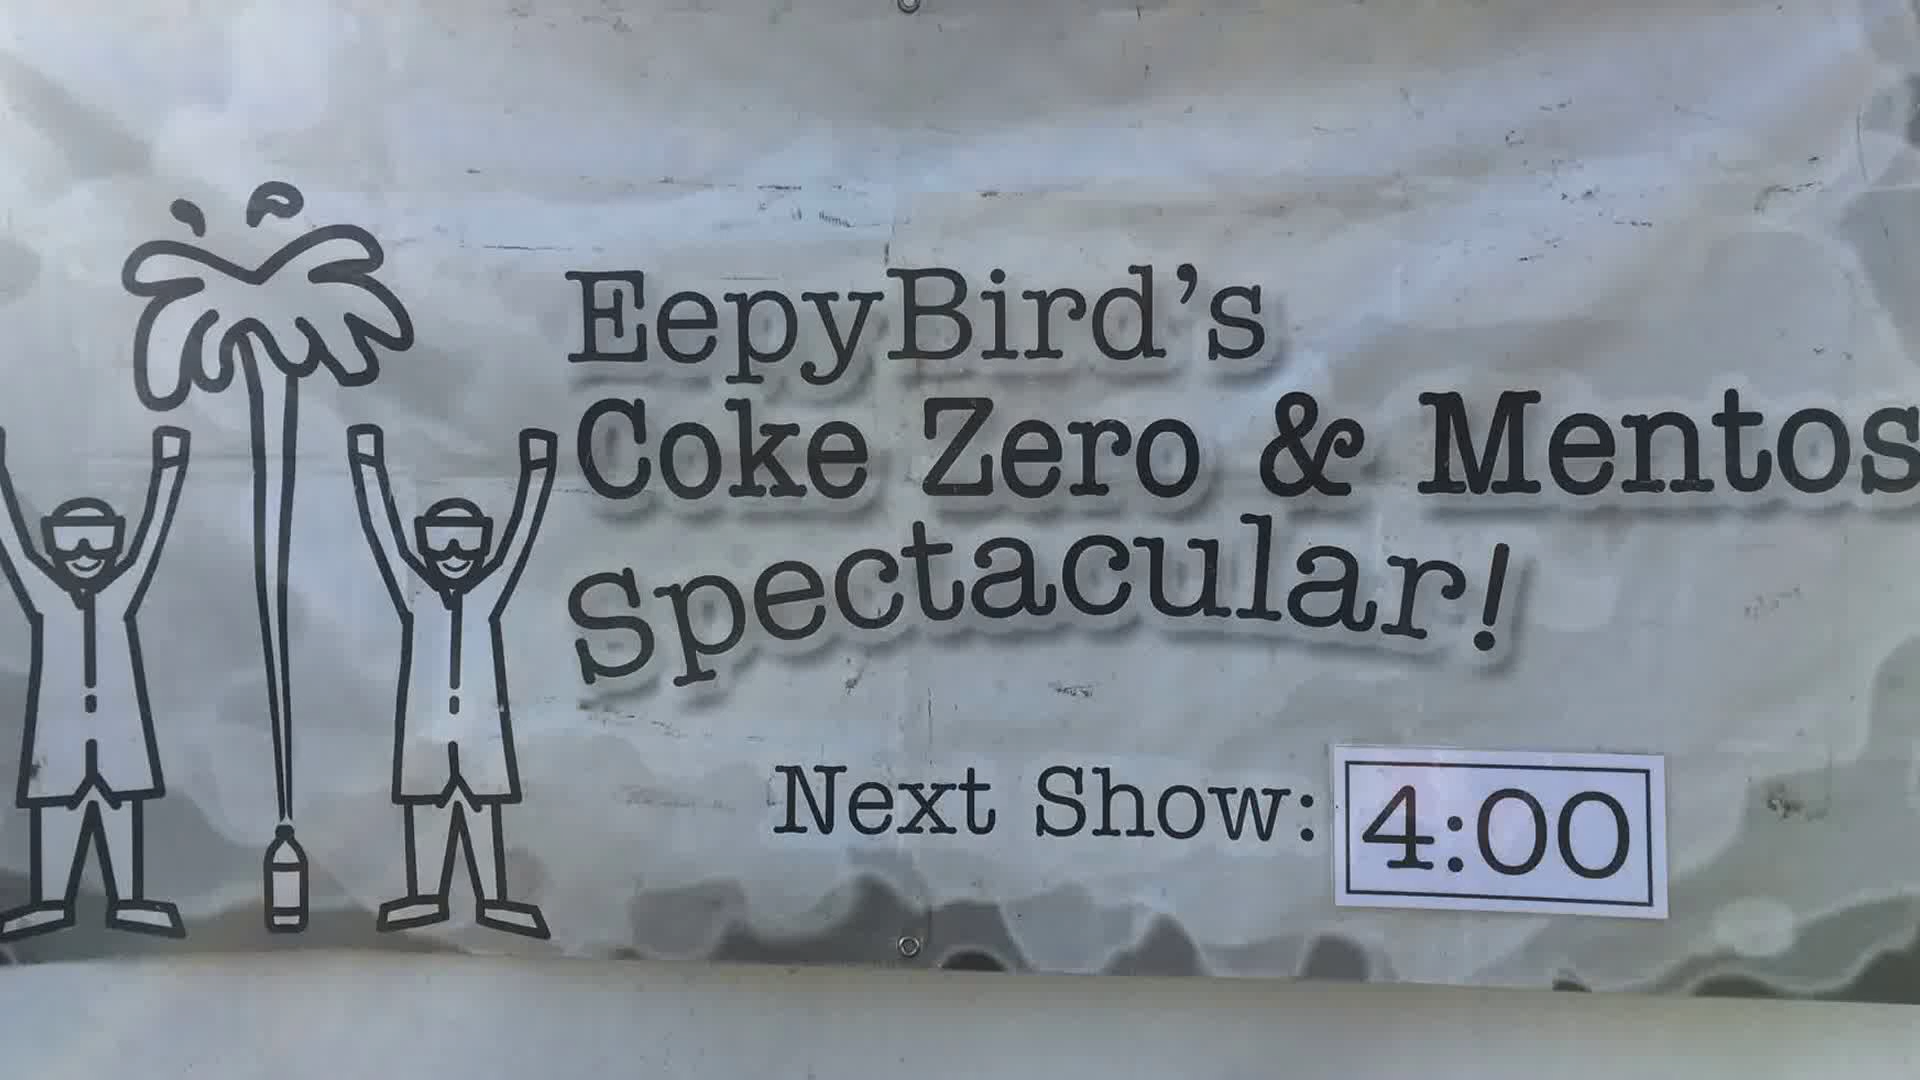 EepyBird's
Coke Zero & Mentos
Spectacular!
Next Show: 4:00